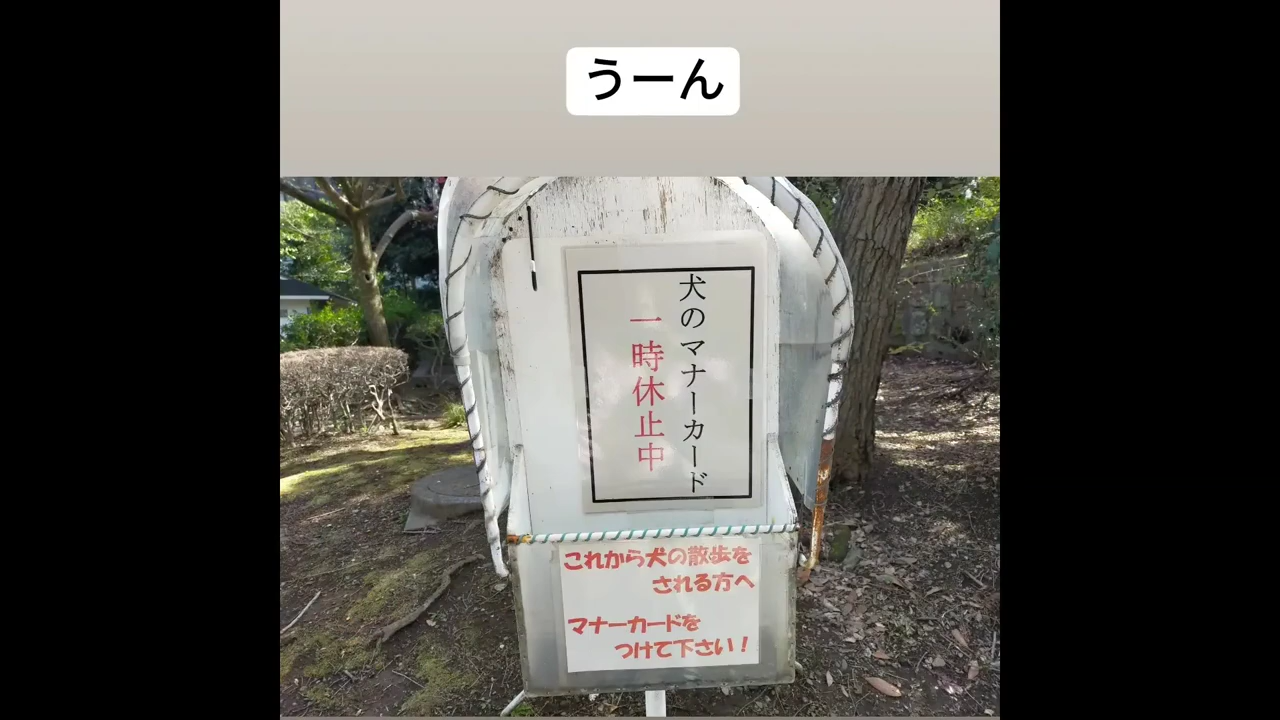 うーん
犬のマナーカード
一時休止中
これから犬の散歩を
される方へ
マナーカードを
つけて下さい！